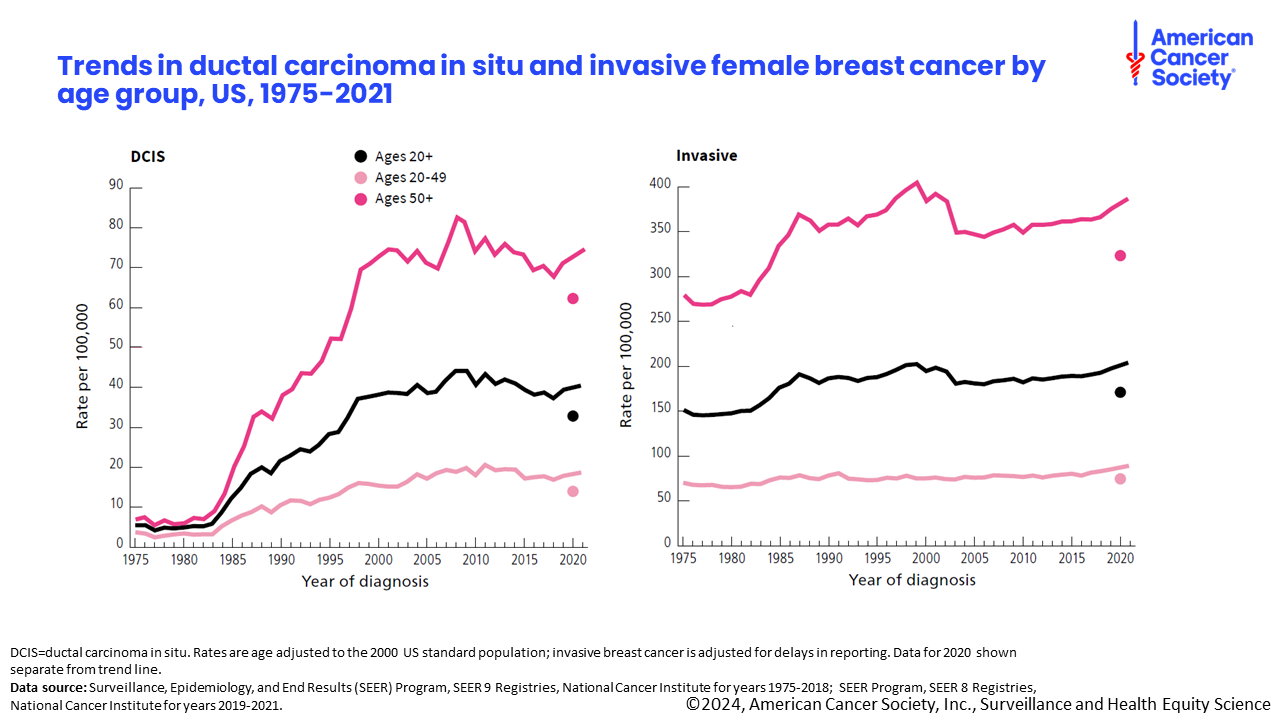 Trends in ductal carcinoma in situ and invasive female breast cancer by
age group, US, 1975-2021
American
Cancer
Society®
DCIS
Ages 20+
Ages 20-49
Ages 50+
90
80
70
60
50
40
30
20
10
0
Rate per 100,000
1975 1980 1985 1990 1995 2000 2005 2010 2015 2020
Year of diagnosis
Invasive
400
350
300
250
200
150
100
50
0
Rate per 100,000
1975 1980 1985 1990 1995 2000 2005 2010 2015 2020
Year of diagnosis
DCIS=ductal carcinoma in situ. Rates are age adjusted to the 2000 US standard population; invasive breast cancer is adjusted for delays in reporting. Data for 2020 shown
separate from trend line.
Data source: Surveillance, Epidemiology, and End Results (SEER) Program, SEER 9 Registries, National Cancer Institute for years 1975-2018; SEER Program, SEER 8 Registries,
National Cancer Institute for years 2019-2021.
©2024, American Cancer Society, Inc., Surveillance and Health Equity Science